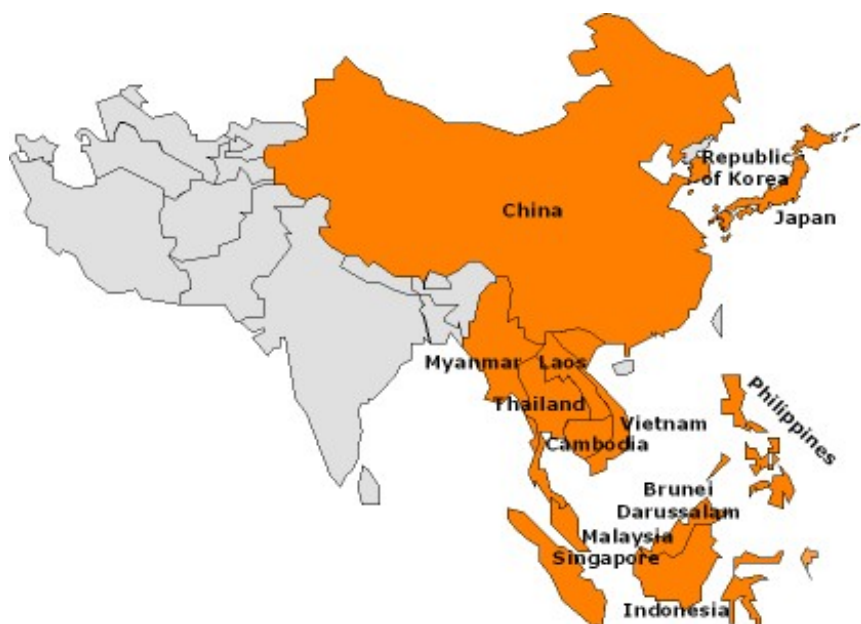 Republic
of Korea
China
Japan
Myanmar
Laos
Thailand
Philippines
Vietnam
Cambodia
Brunei
Darussalam
Malaysia
Singapore
Indonesia